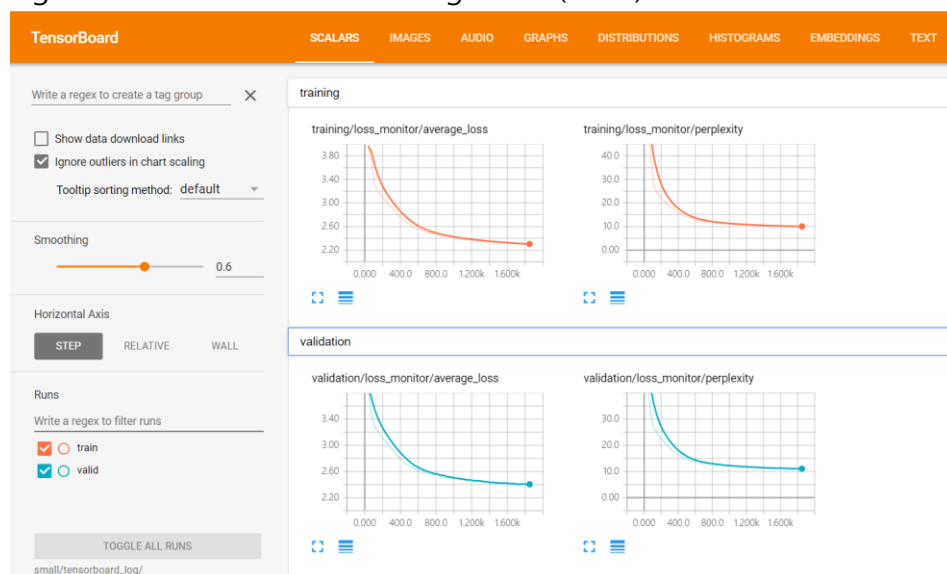 TensorBoard
SCALARS IMAGES AUDIO GRAPHS DISTRIBUTIONS HISTOGRAMS EMBEDDINGS TEXT
Write a regex to create a tag group
Show data download links
Ignore outliers in chart scaling
Tooltip sorting method: default
Smoothing
0.6
Horizontal Axis
STEP RELATIVE WALL
Runs
Write a regex to filter runs
train
valid
TOGGLE ALL RUNS
small/tensorboard_log/
training
training/loss_monitor/average_loss
3.80
3.40
3.00
2.60
2.20
0.000 400.0 800.0 1.200k 1.600k
training/loss_monitor/perplexity
40.0
30.0
20.0
10.0
0.00
0.000 400.0 800.0 1.200k 1.600k
validation
validation/loss_monitor/average_loss
3.40
3.00
2.60
2.20
0.000 400.0 800.0 1.200k 1.600k
validation/loss_monitor/perplexity
30.0
20.0
10.0
0.00
0.000 400.0 800.0 1.200k 1.600k